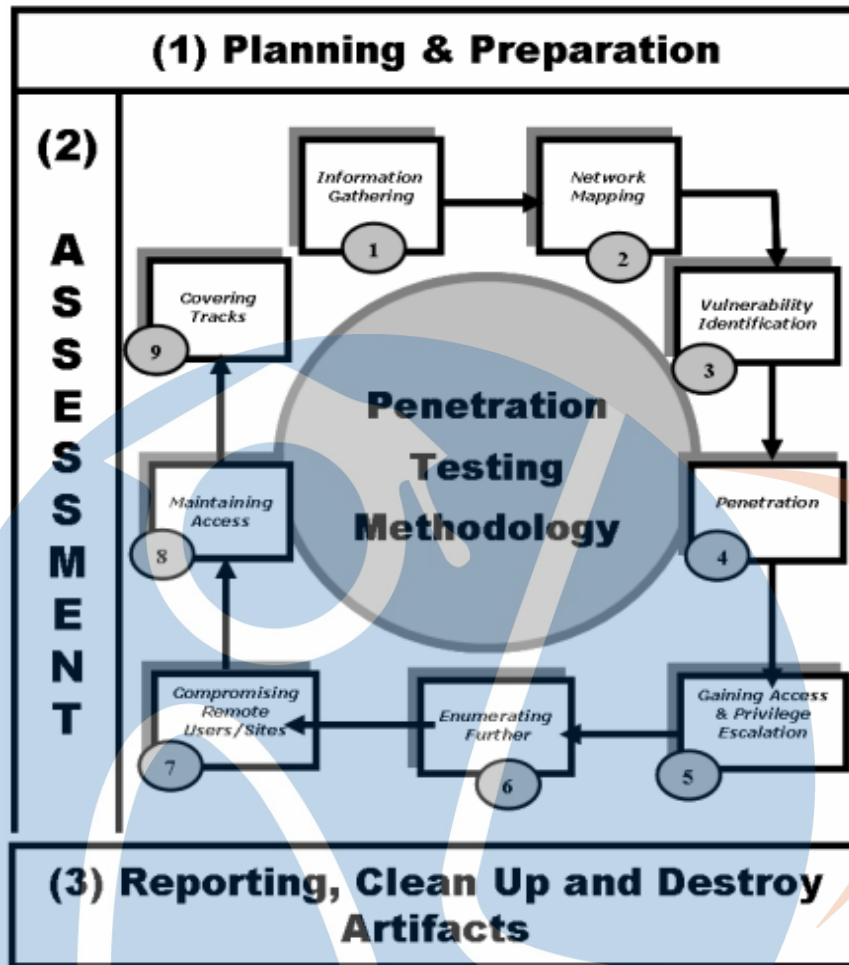 (1) Planning & Preparation
(2)
A
S
S
E
S
S
M
E
N
T
Information
Gathering
1
Network
Mapping
2
Vulnerability
Identification
3
Penetration
4
Gaining Access
& Privilege
Escalation
5
Enumerating
Further
6
Compromising
Remote
Users/Sites
7
Maintaining
Access
8
Covering
Tracks
9
Penetration
Testing
Methodology
(3) Reporting, Clean Up and Destroy
Artifacts